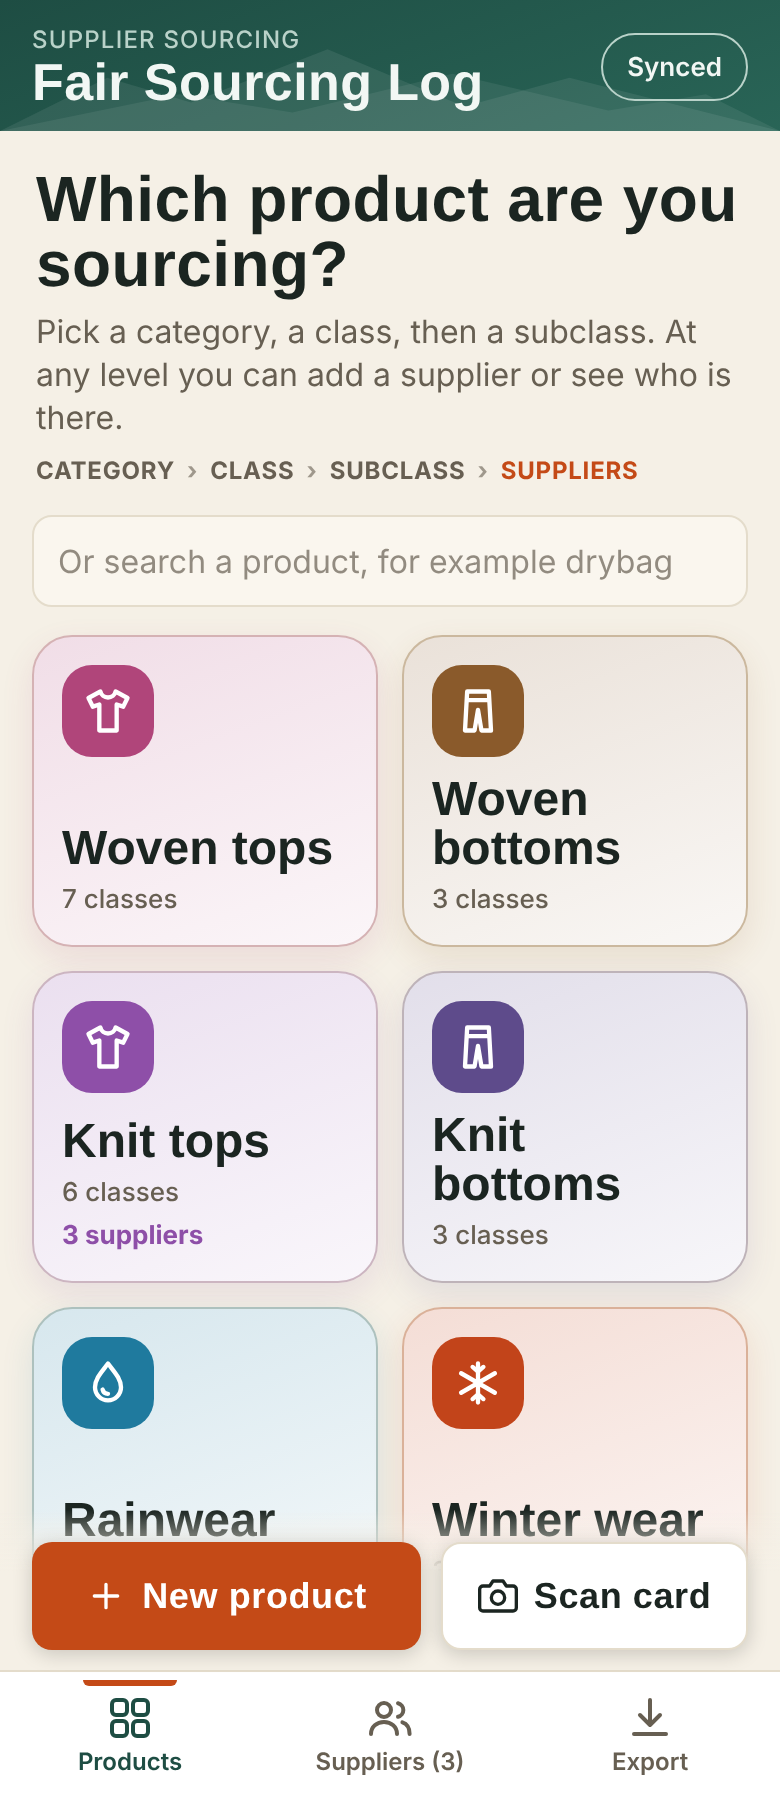 SUPPLIER SOURCING
Fair Sourcing Log
Synced
Which product are you
sourcing?
Pick a category, a class, then a subclass. At
any level you can add a supplier or see who is
there.
CATEGORY › CLASS › SUBCLASS › SUPPLIERS
Or search a product, for example drybag
Woven tops
7 classes
Woven
bottoms
3 classes
Knit tops
6 classes
3 suppliers
Knit
bottoms
3 classes
Rainwear
Winter wear
New product
Scan card
Products
Suppliers (3)
Export